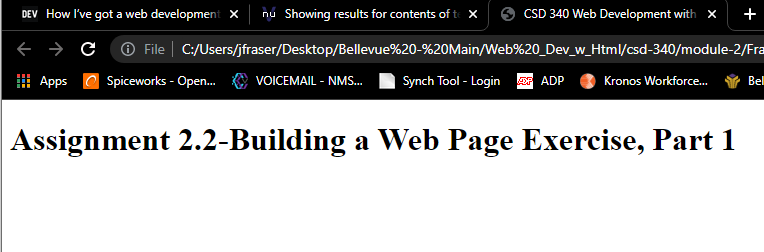 DEV How I've got a web development
nu Showing results for contents of t
CSD 340 Web Development with
File C:/Users/jfraser/Desktop/Bellevue%20-%20Main/Web%20_Dev_w_Html/csd-340/module-2/Fra
Apps Spiceworks - Open... VOICEMAIL - NMS... Synch Tool - Login ADP ADP Kronos Workforce... Bel
Assignment 2.2-Building a Web Page Exercise, Part 1